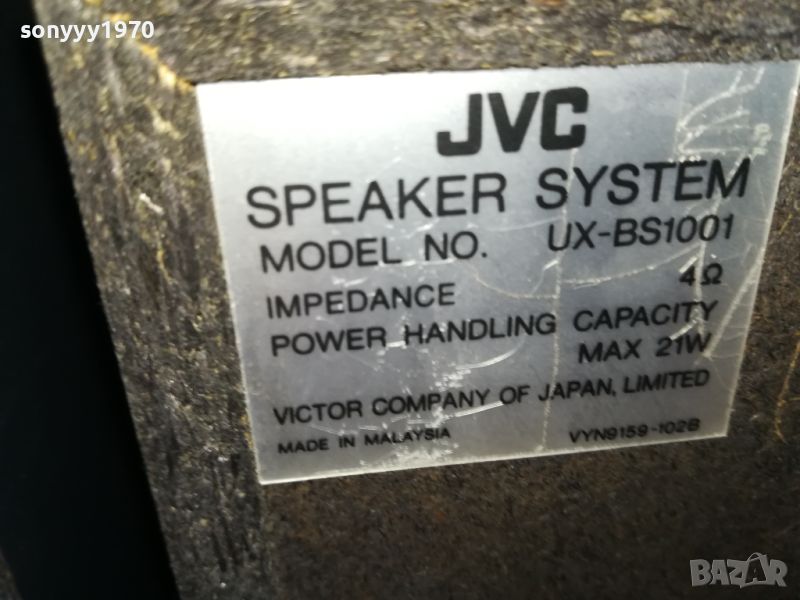 sonyyy1970
JVC
SPEAKER SYSTEM
MODEL NO. UX-BS1001
IMPEDANCE 4Ω
POWER HANDLING CAPACITY
MAX 21W
VICTOR COMPANY OF JAPAN, LIMITED
MADE IN MALAYSIA VYN9159-102B
BAZAR